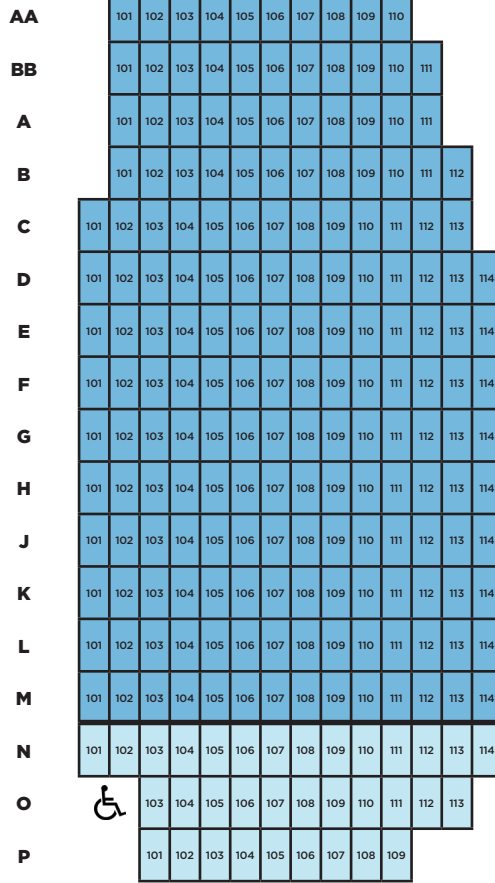 AA 101 102 103 104 105 106 107 108 109 110
BB 101 102 103 104 105 106 107 108 109 110 111
A 101 102 103 104 105 106 107 108 109 110 111
B 101 102 103 104 105 106 107 108 109 110 111 112
C 101 102 103 104 105 106 107 108 109 110 111 112 113
D 101 102 103 104 105 106 107 108 109 110 111 112 113 114
E 101 102 103 104 105 106 107 108 109 110 111 112 113 114
F 101 102 103 104 105 106 107 108 109 110 111 112 113 114
G 101 102 103 104 105 106 107 108 109 110 111 112 113 114
H 101 102 103 104 105 106 107 108 109 110 111 112 113 114
J 101 102 103 104 105 106 107 108 109 110 111 112 113 114
K 101 102 103 104 105 106 107 108 109 110 111 112 113 114
L 101 102 103 104 105 106 107 108 109 110 111 112 113 114
M 101 102 103 104 105 106 107 108 109 110 111 112 113 114
N 101 102 103 104 105 106 107 108 109 110 111 112 113 114
O 103 104 105 106 107 108 109 110 111 112 113
P 101 102 103 104 105 106 107 108 109